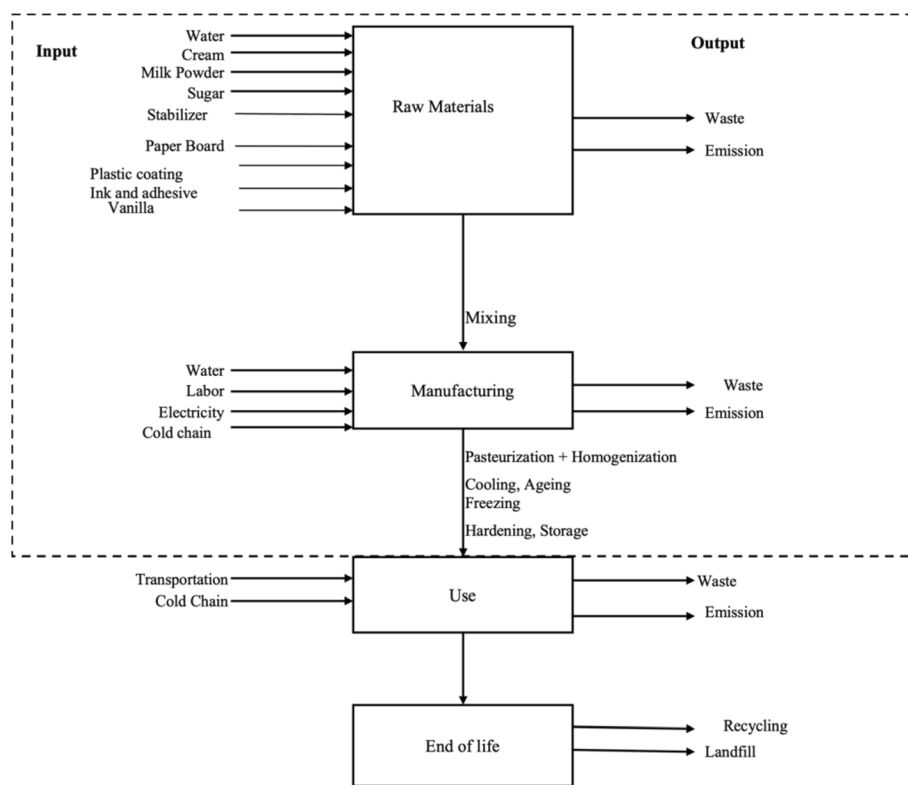 Input
Output
Water
Cream
Milk Powder
Sugar
Stabilizer
Paper Board
Plastic coating
Ink and adhesive
Vanilla
Raw Materials
Waste
Emission
Mixing
Water
Labor
Electricity
Cold chain
Manufacturing
Waste
Emission
Pasteurization + Homogenization
Cooling, Ageing
Freezing
Hardening, Storage
Transportation
Cold Chain
Use
Waste
Emission
End of life
Recycling
Landfill